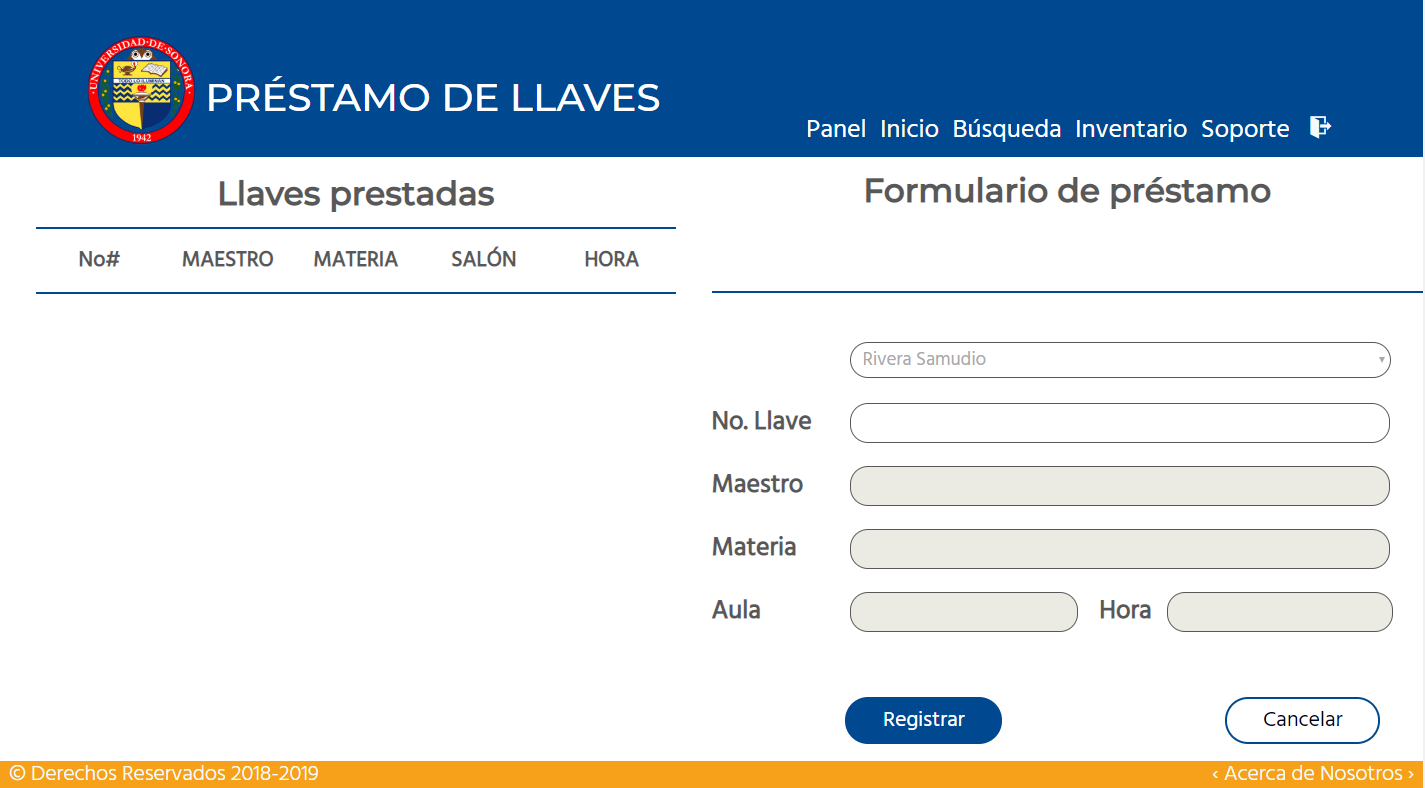 UNIVERSIDAD·DE·SONORA
1942
PRÉSTAMO DE LLAVES
Panel Inicio Búsqueda Inventario Soporte
Llaves prestadas
No# MAESTRO MATERIA SALÓN HORA
Formulario de préstamo
Rivera Samudio
No. Llave
Maestro
Materia
Aula Hora
Registrar Cancelar
© Derechos Reservados 2018-2019 ‹ Acerca de Nosotros ›